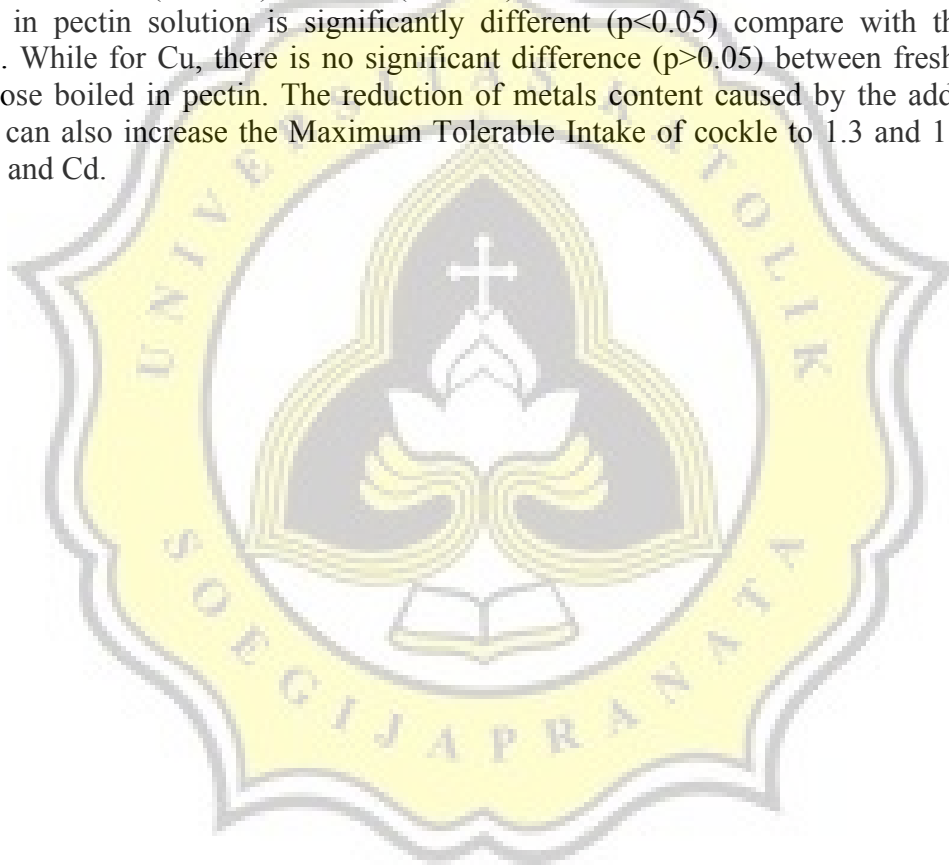 in pectin solution is significantly different (p<0.05) compare with th
. While for Cu, there is no significant difference (p>0.05) between fresh
ose boiled in pectin. The reduction of metals content caused by the add
can also increase the Maximum Tolerable Intake of cockle to 1.3 and 1
and Cd.
UNIVERSITAS KATOLIK
SOEGIJAPRANATA